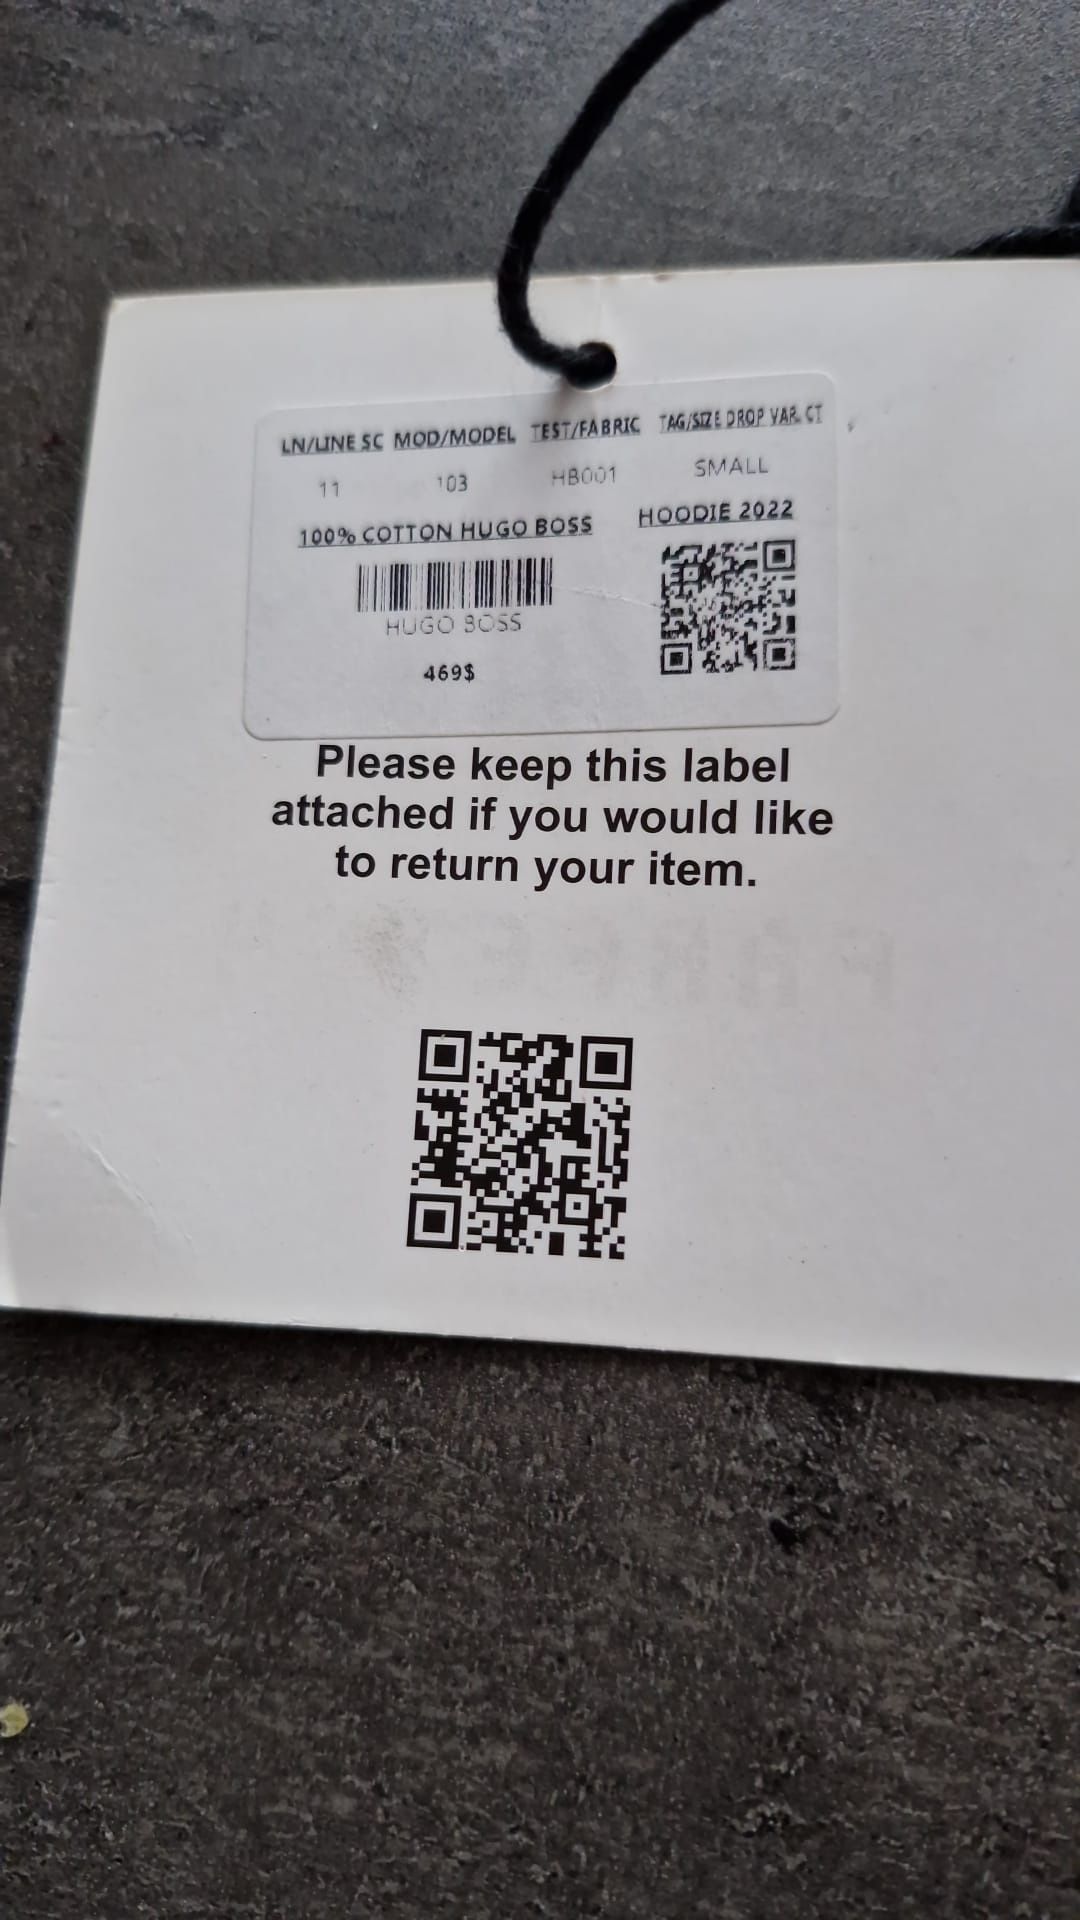 LN/LINE SC MOD/MODEL TEST/FABRIC TAG/SIZE DROP VAR. CT
11 103 HB001 SMALL
100% COTTON HUGO BOSS HOODIE 2022
HUGO BOSS
469$
Please keep this label
attached if you would like
to return your item.